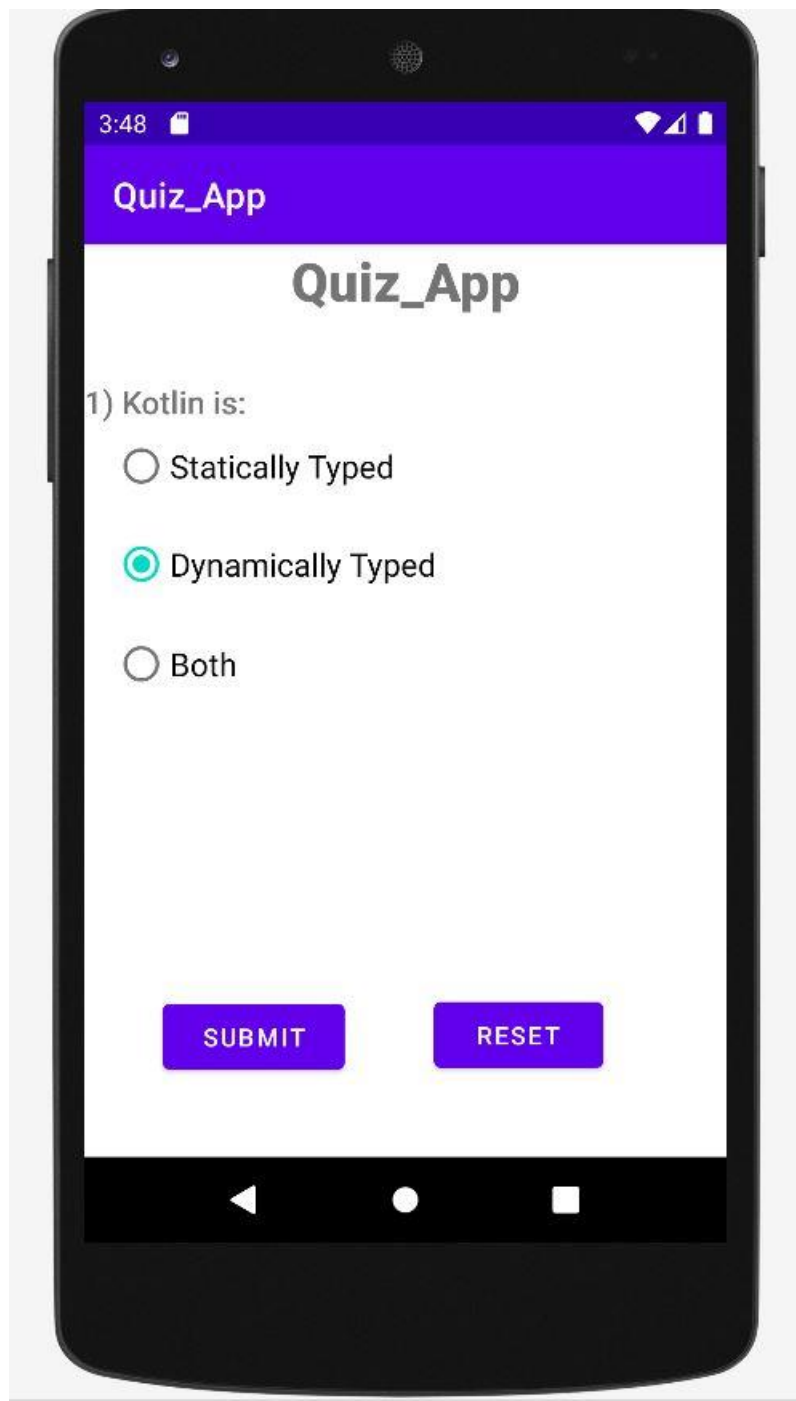 3:48
Quiz_App
Quiz_App
1) Kotlin is:
Statically Typed
Dynamically Typed
Both
SUBMIT
RESET